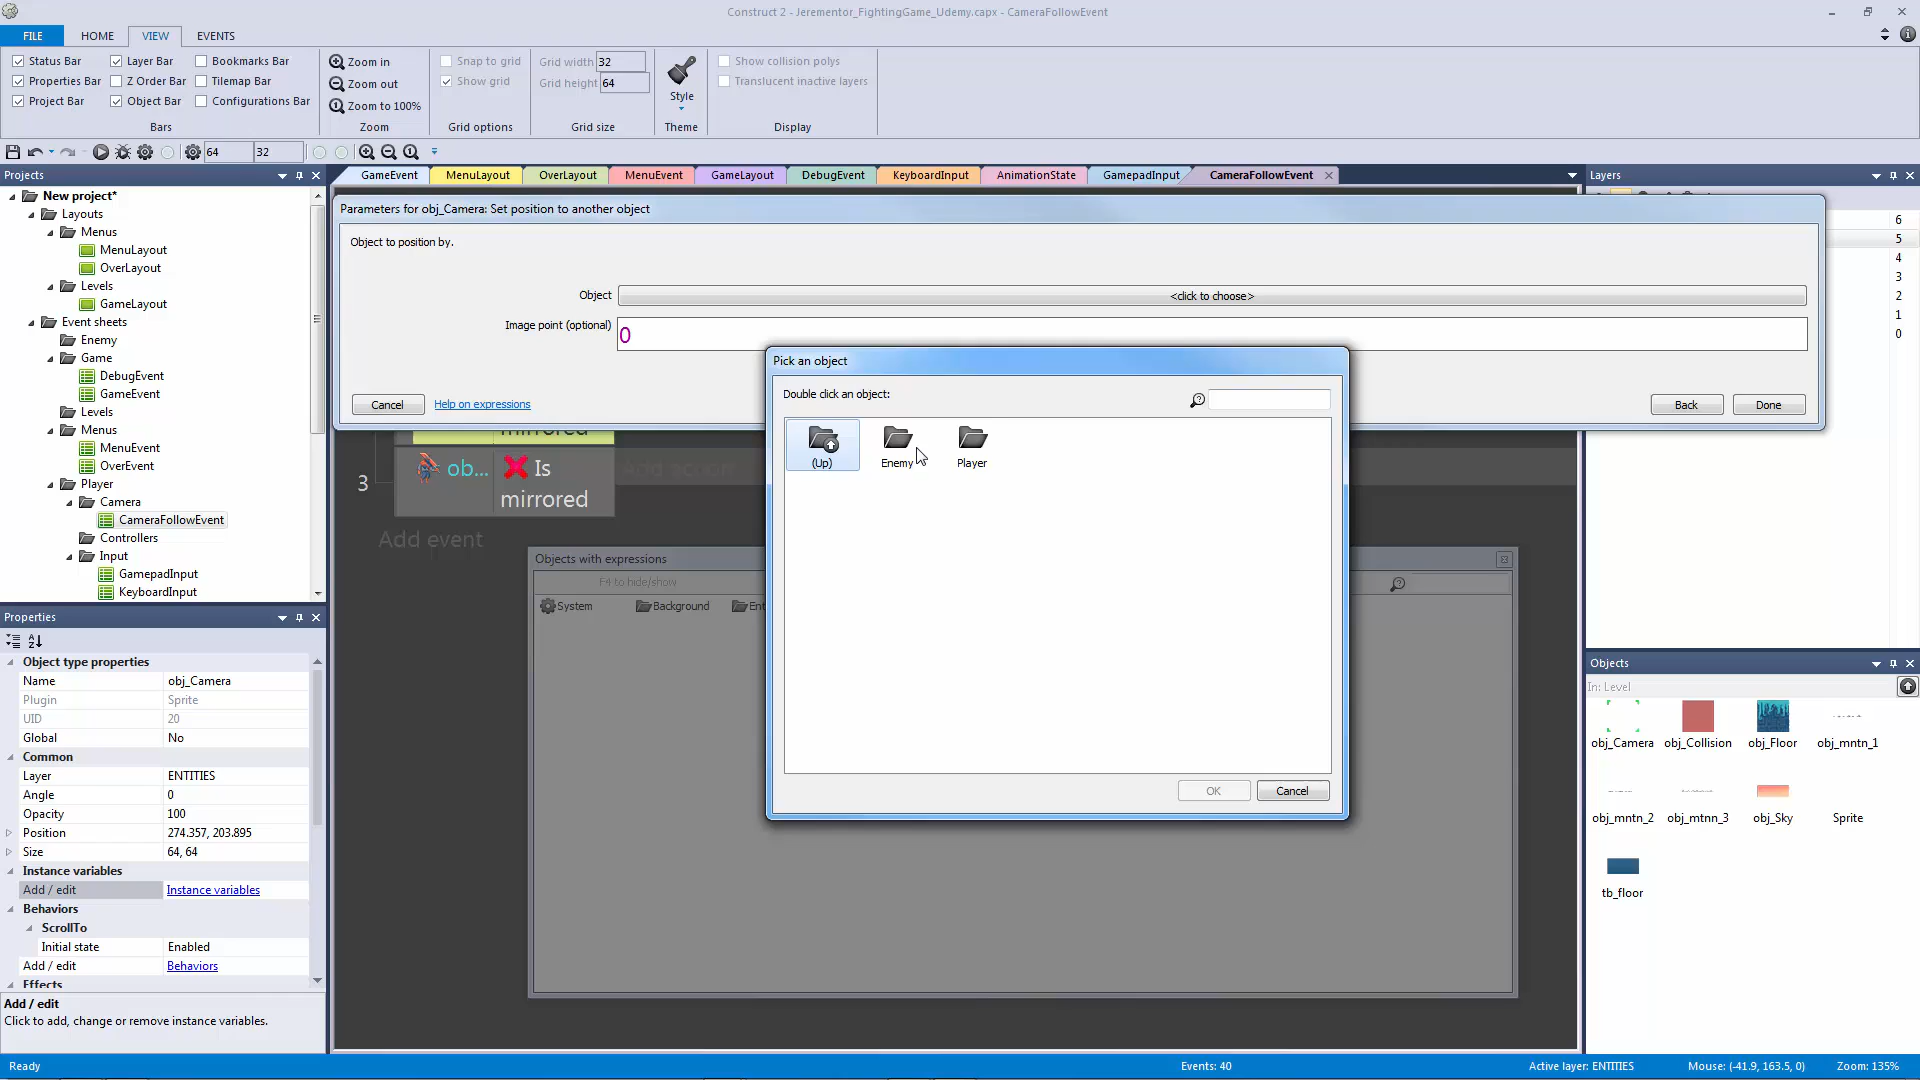 Construct 2 - Jerementor_FightingGame_Udemy.capx - CameraFollowEvent
FILE HOME VIEW EVENTS
Status Bar Layer Bar Bookmarks Bar Zoom in Snap to grid Grid width 32 Show collision polys
Properties Bar Z Order Bar Tilemap Bar Zoom out Show grid Grid height 64 Style Translucent inactive layers
Project Bar Object Bar Configurations Bar Zoom to 100%
Bars Zoom Grid options Grid size Theme Display
64 32
Projects
GameEvent MenuLayout OverLayout MenuEvent GameLayout DebugEvent KeyboardInput AnimationState GamepadInput CameraFollowEvent
Layers
New project*
Layouts
Menus
MenuLayout
OverLayout
Levels
GameLayout
Event sheets
Enemy
Game
DebugEvent
GameEvent
Levels
Menus
MenuEvent
OverEvent
Player
Camera
CameraFollowEvent
Controllers
Input
GamepadInput
KeyboardInput
Parameters for obj_Camera: Set position to another object
Object to position by.
Object <click to choose>
Image point (optional) 0
Cancel Help on expressions Back Done
Pick an object
Double click an object:
(Up) Enemy Player
OK Cancel
mirrored
3 ob... Is mirrored Add action
Add event
Objects with expressions
F4 to hide/show
System Background Ent
6
5
4
3
2
1
0
Properties
Object type properties
Name obj_Camera
Plugin Sprite
UID 20
Global No
Common
Layer ENTITIES
Angle 0
Opacity 100
Position 274.357, 203.895
Size 64, 64
Instance variables
Add / edit Instance variables
Behaviors
ScrollTo
Initial state Enabled
Add / edit Behaviors
Effects
Add / edit
Click to add, change or remove instance variables.
Objects
In: Level
obj_Camera obj_Collision obj_Floor obj_mntn_1
obj_mntn_2 obj_mtnn_3 obj_Sky Sprite
tb_floor
Ready Events: 40 Active layer: ENTITIES Mouse: (-41.9, 163.5, 0) Zoom: 135%